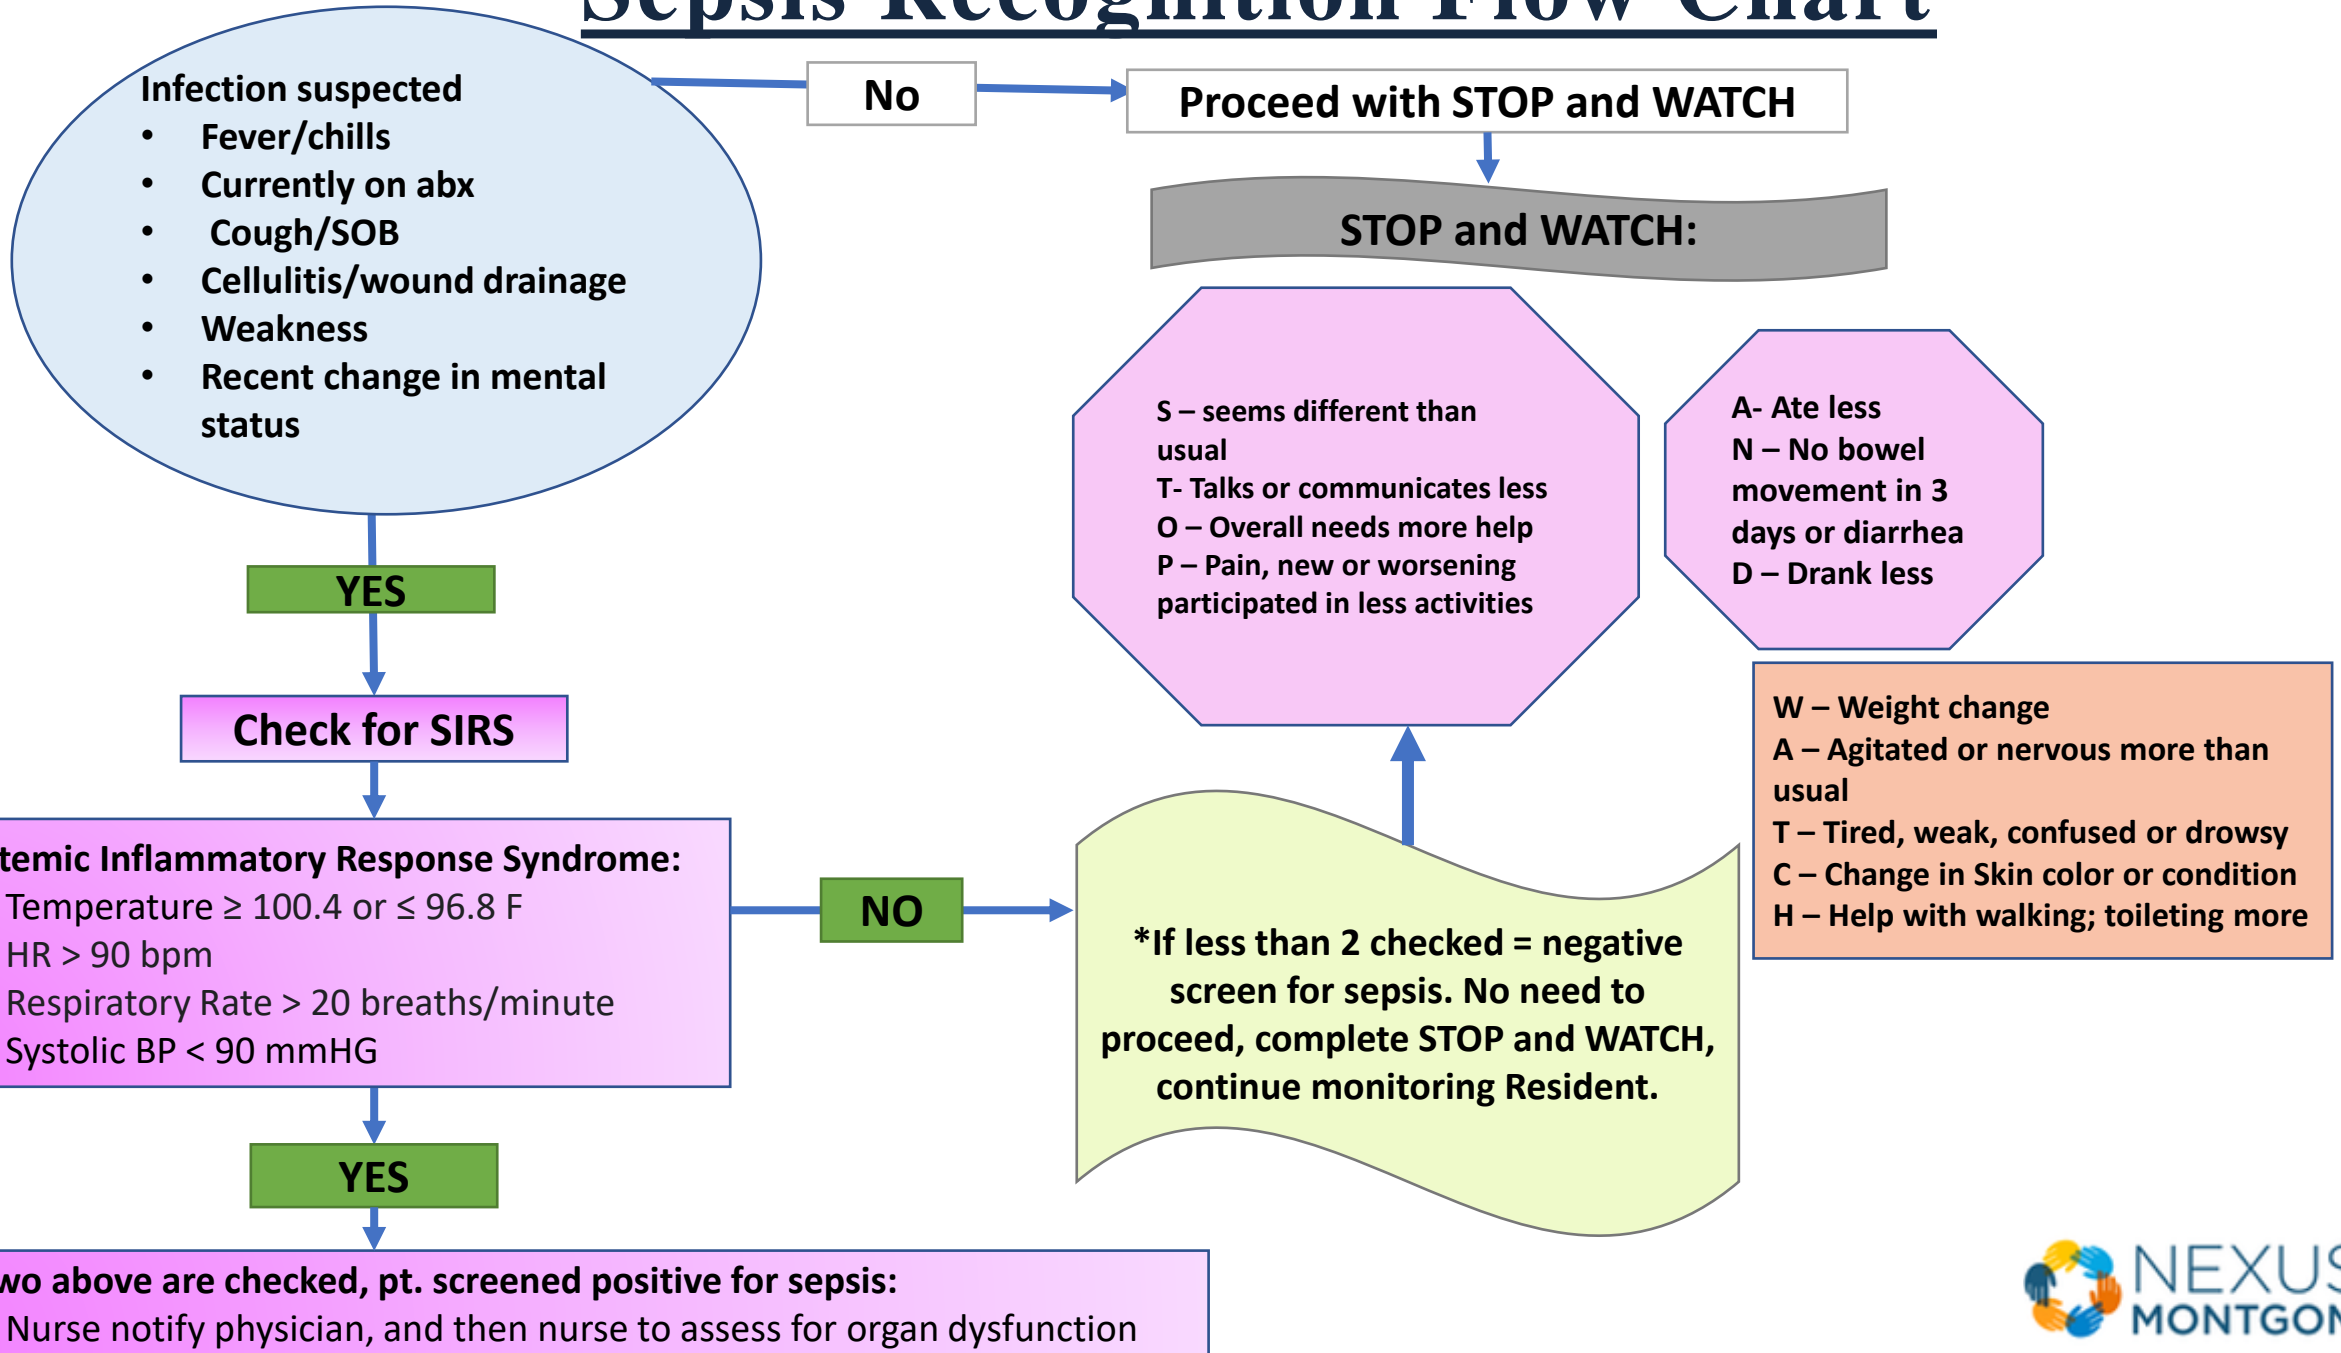 Sepsis Recognition Flow Chart
Infection suspected
• Fever/chills
• Currently on abx
• Cough/SOB
• Cellulitis/wound drainage
• Weakness
• Recent change in mental
status
No
Proceed with STOP and WATCH
STOP and WATCH:
S – seems different than
usual
T- Talks or communicates less
O – Overall needs more help
P – Pain, new or worsening
participated in less activities
A- Ate less
N – No bowel
movement in 3
days or diarrhea
D – Drank less
W – Weight change
A – Agitated or nervous more than
usual
T – Tired, weak, confused or drowsy
C – Change in Skin color or condition
H – Help with walking; toileting more
YES
Check for SIRS
temic Inflammatory Response Syndrome:
Temperature ≥ 100.4 or ≤ 96.8 F
HR > 90 bpm
Respiratory Rate > 20 breaths/minute
Systolic BP < 90 mmHG
NO
*If less than 2 checked = negative
screen for sepsis. No need to
proceed, complete STOP and WATCH,
continue monitoring Resident.
YES
wo above are checked, pt. screened positive for sepsis:
Nurse notify physician, and then nurse to assess for organ dysfunction
NEXUS
MONTGOM